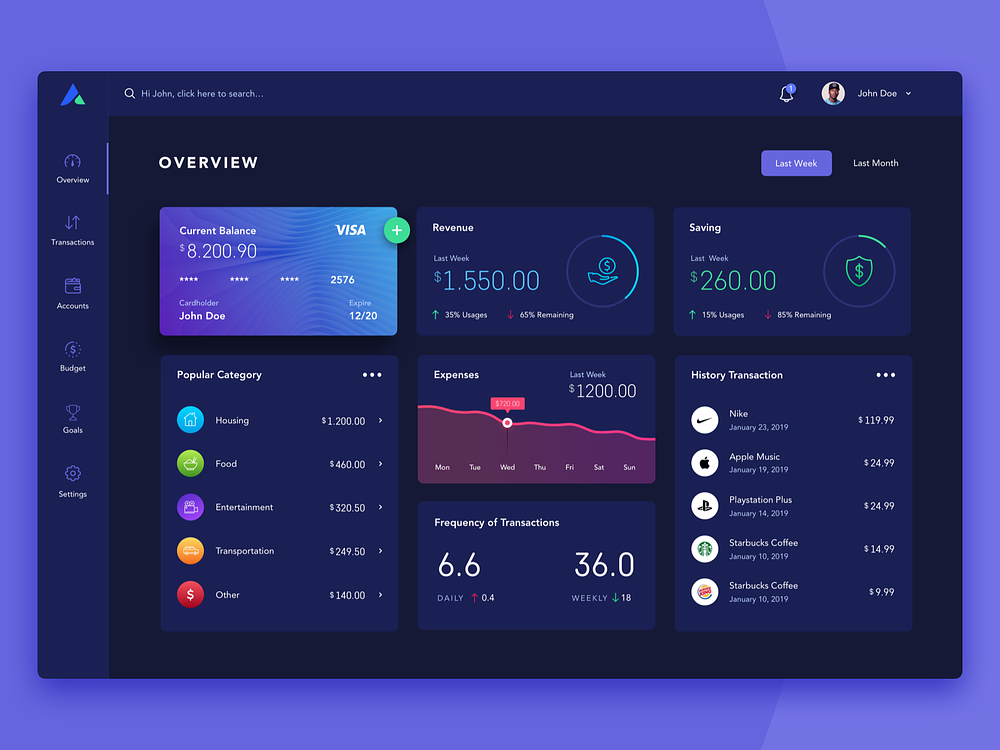 Hi John, click here to search...
1
John Doe
Overview
Transactions
Accounts
Budget
Goals
Settings
OVERVIEW
Last Week
Last Month
Current Balance
VISA
$8.200.90
**** **** **** 2576
Cardholder
Expire
John Doe
12/20
+
Revenue
Last Week
$1.550.00
35% Usages
65% Remaining
Saving
Last Week
$260.00
15% Usages
85% Remaining
Popular Category
Housing $1.200.00
Food $460.00
Entertainment $320.50
Transportation $249.50
Other $140.00
Expenses
Last Week
$1200.00
$720.00
Mon Tue Wed Thu Fri Sat Sun
Frequency of Transactions
6.6
36.0
DAILY 0.4
WEEKLY 18
History Transaction
Nike
January 23, 2019
$119.99
Apple Music
January 19, 2019
$24.99
Playstation Plus
January 14, 2019
$24.99
Starbucks Coffee
January 10, 2019
$14.99
BURGER KING
Starbucks Coffee
January 10, 2019
$9.99